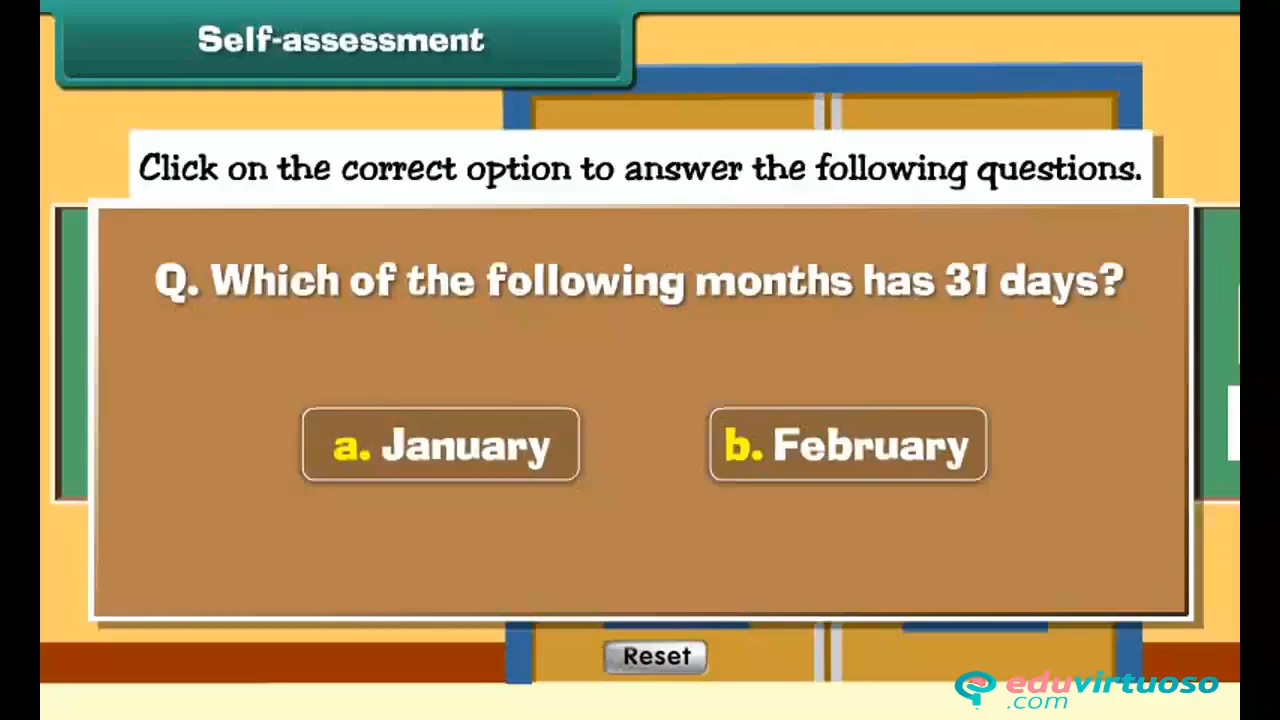 Self-assessment
Click on the correct option to answer the following questions.
Q. Which of the following months has 31 days?
a. January
b. February
Reset
eduvirtuoso
.com